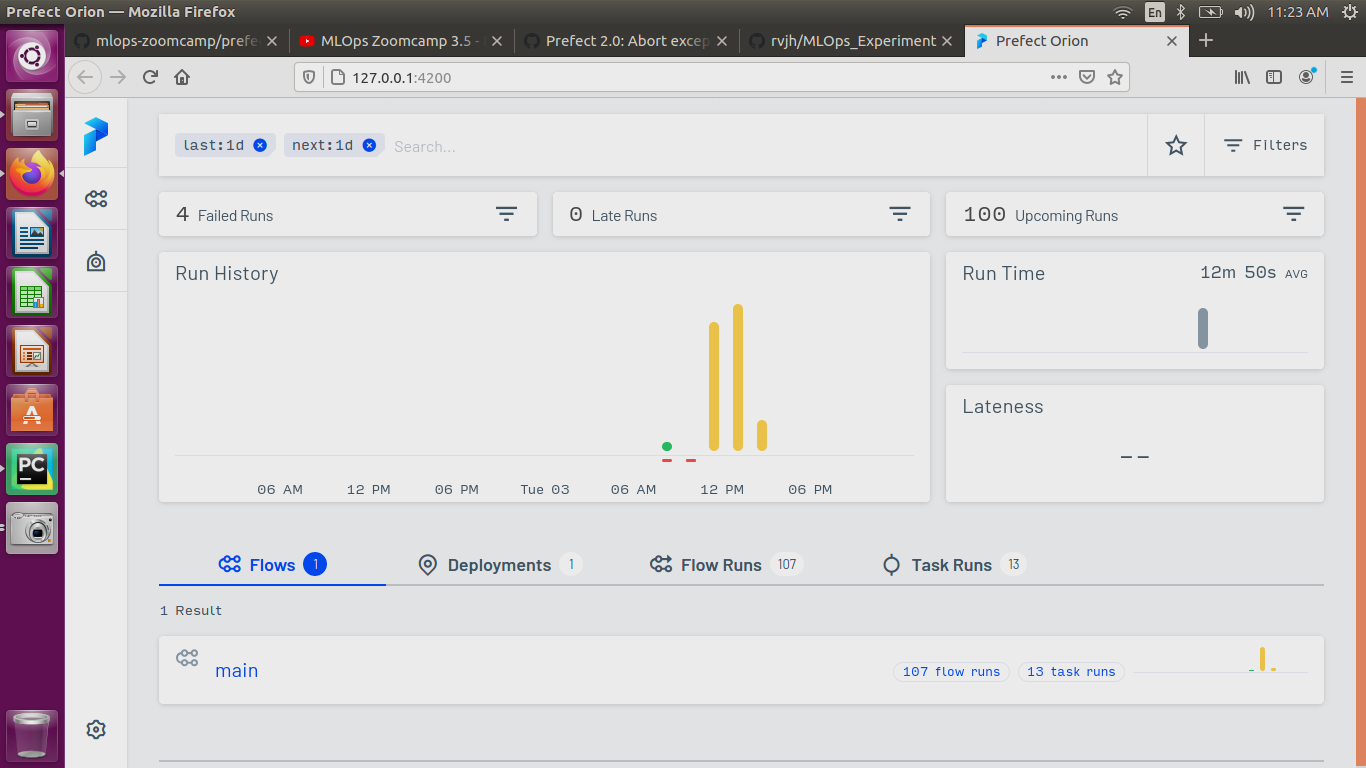 Prefect Orion — Mozilla Firefox
En
11:23 AM
mlops-zoomcamp/prefe
MLOps Zoomcamp 3.5 -
Prefect 2.0: Abort excep
rvjh/MLOps_Experiment
Prefect Orion
127.0.0.1:4200
last:1d
next:1d
Search...
Filters
4 Failed Runs
0 Late Runs
100 Upcoming Runs
Run History
Run Time
12m 50s AVG
Lateness
--
06 AM
12 PM
06 PM
Tue 03
06 AM
12 PM
06 PM
Flows 1
Deployments 1
Flow Runs 107
Task Runs 13
1 Result
main
107 flow runs
13 task runs
PC